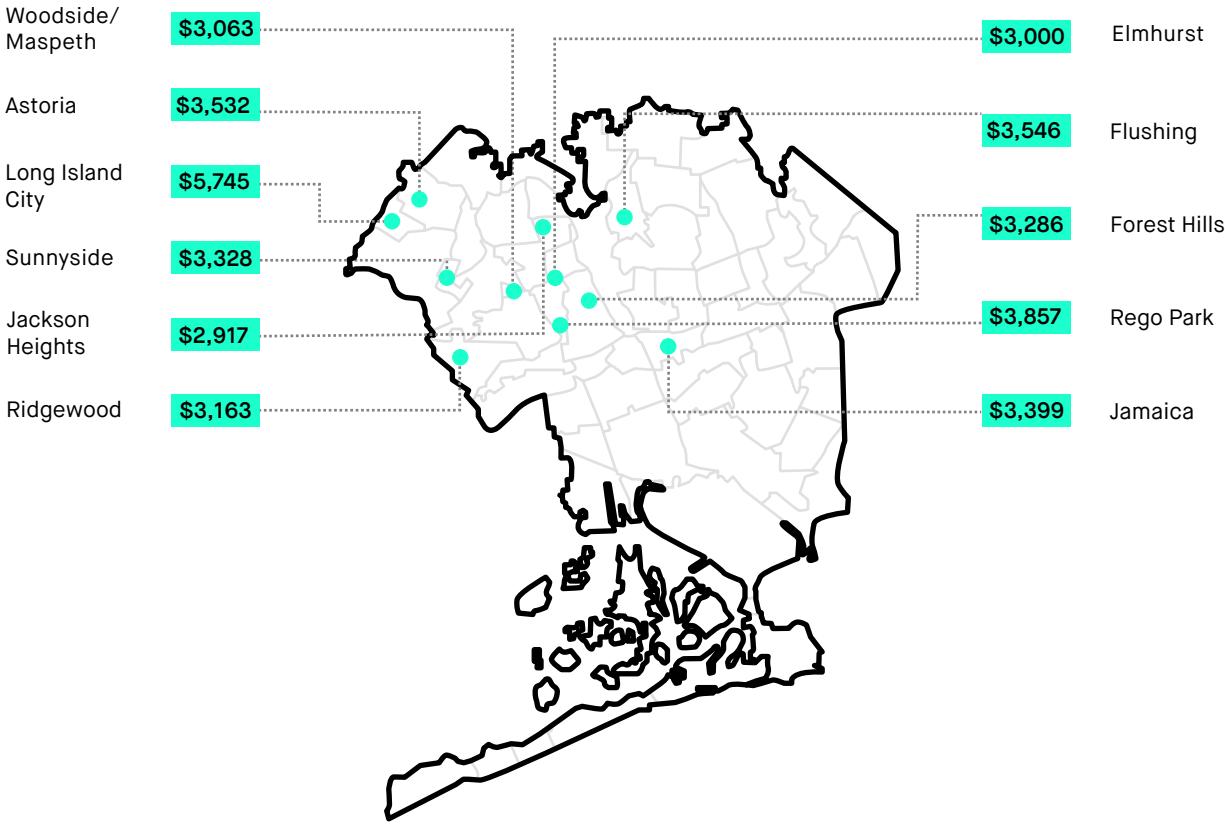 Woodside/
Maspeth
$3,063
Astoria
$3,532
Long Island
City
$5,745
Sunnyside
$3,328
Jackson
Heights
$2,917
Ridgewood
$3,163
$3,000
Elmhurst
$3,546
Flushing
$3,286
Forest Hills
$3,857
Rego Park
$3,399
Jamaica